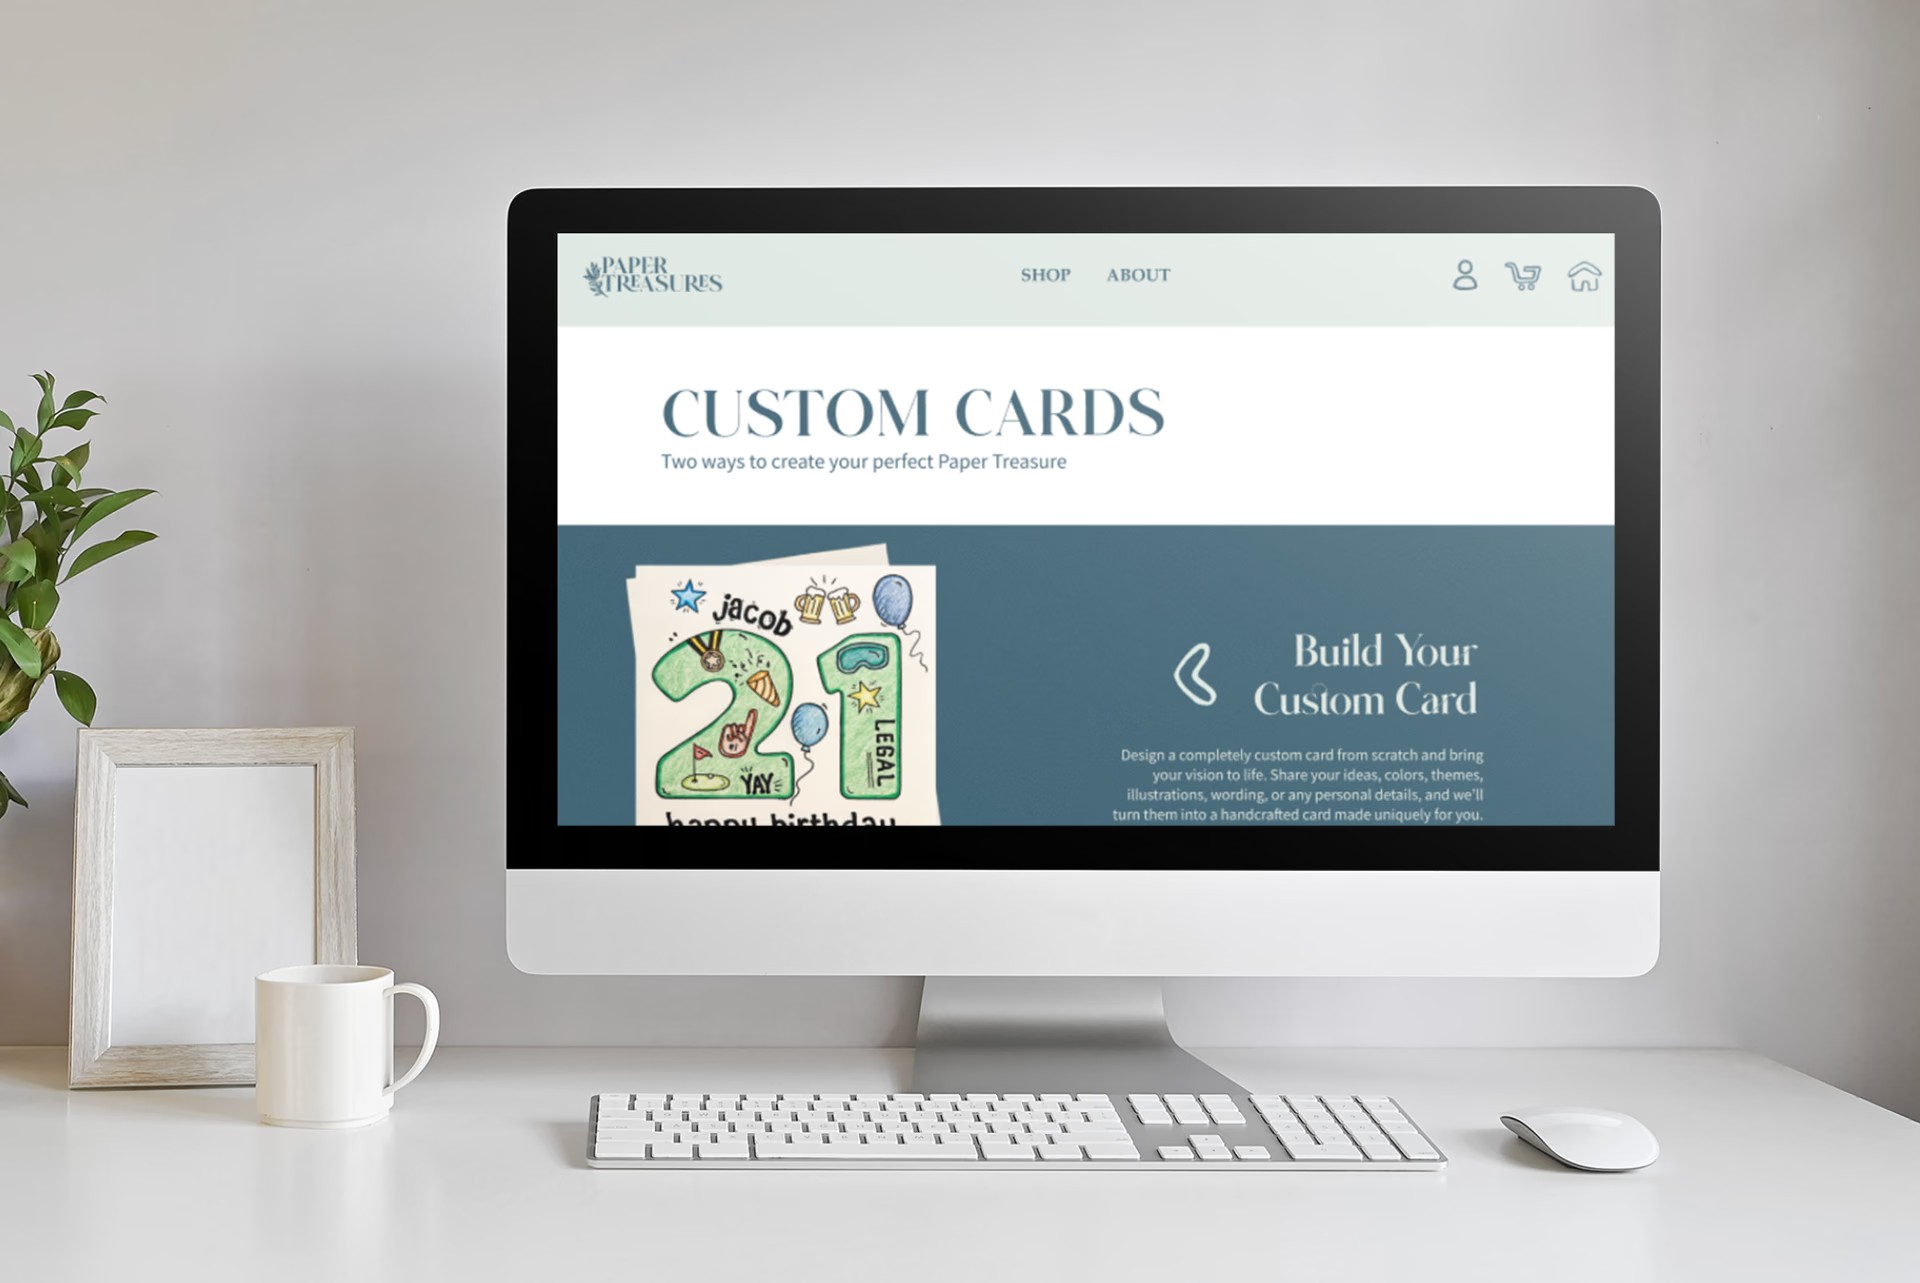 PAPER
TREASURES
SHOP
ABOUT
CUSTOM CARDS
Two ways to create your perfect Paper Treasure
jacob
21
LEGAL
YAY
happy birthday
Build Your
Custom Card
Design a completely custom card from scratch and bring
your vision to life. Share your ideas, colors, themes,
illustrations, wording, or any personal details, and we'll
turn them into a handcrafted card made uniquely for you.